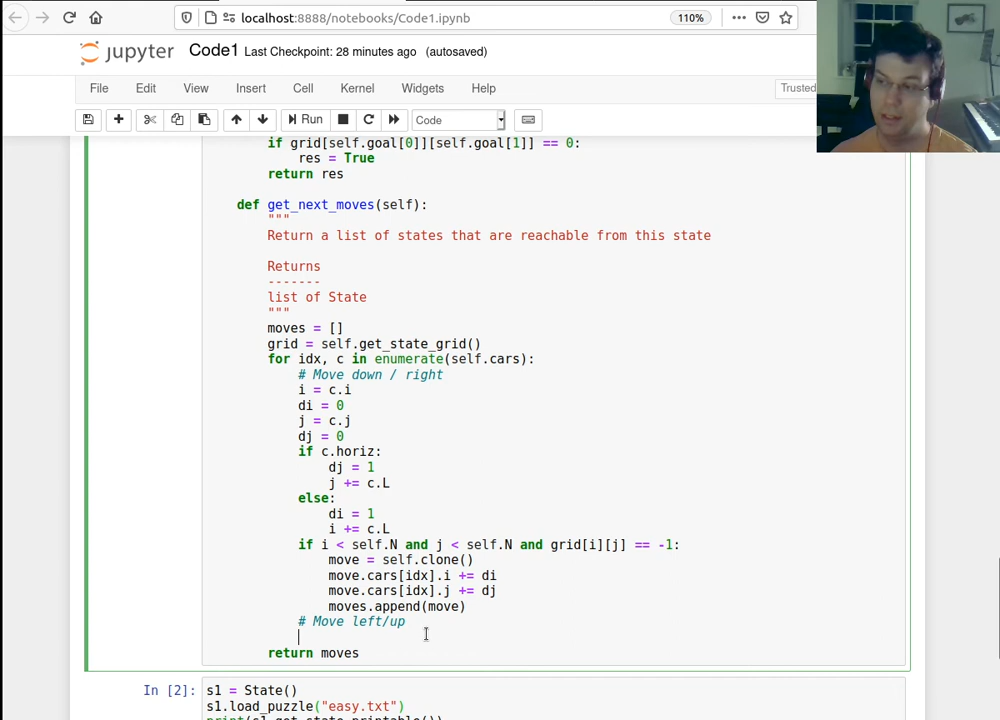 localhost:8888/notebooks/Code1.ipynb
110%
jupyter Code1 Last Checkpoint: 28 minutes ago (autosaved)
File Edit View Insert Cell Kernel Widgets Help
Trusted
Run
Code
if grid[self.goal[0]][self.goal[1]] == 0:
res = True
return res
def get_next_moves(self):
"""
Return a list of states that are reachable from this state
Returns
-------
list of State
"""
moves = []
grid = self.get_state_grid()
for idx, c in enumerate(self.cars):
# Move down / right
i = c.i
di = 0
j = c.j
dj = 0
if c.horiz:
dj = 1
j += c.L
else:
di = 1
i += c.L
if i < self.N and j < self.N and grid[i][j] == -1:
move = self.clone()
move.cars[idx].i += di
move.cars[idx].j += dj
moves.append(move)
# Move left/up
return moves
In [2]:
s1 = State()
s1.load_puzzle("easy.txt")
print(s1.get_state_printable())